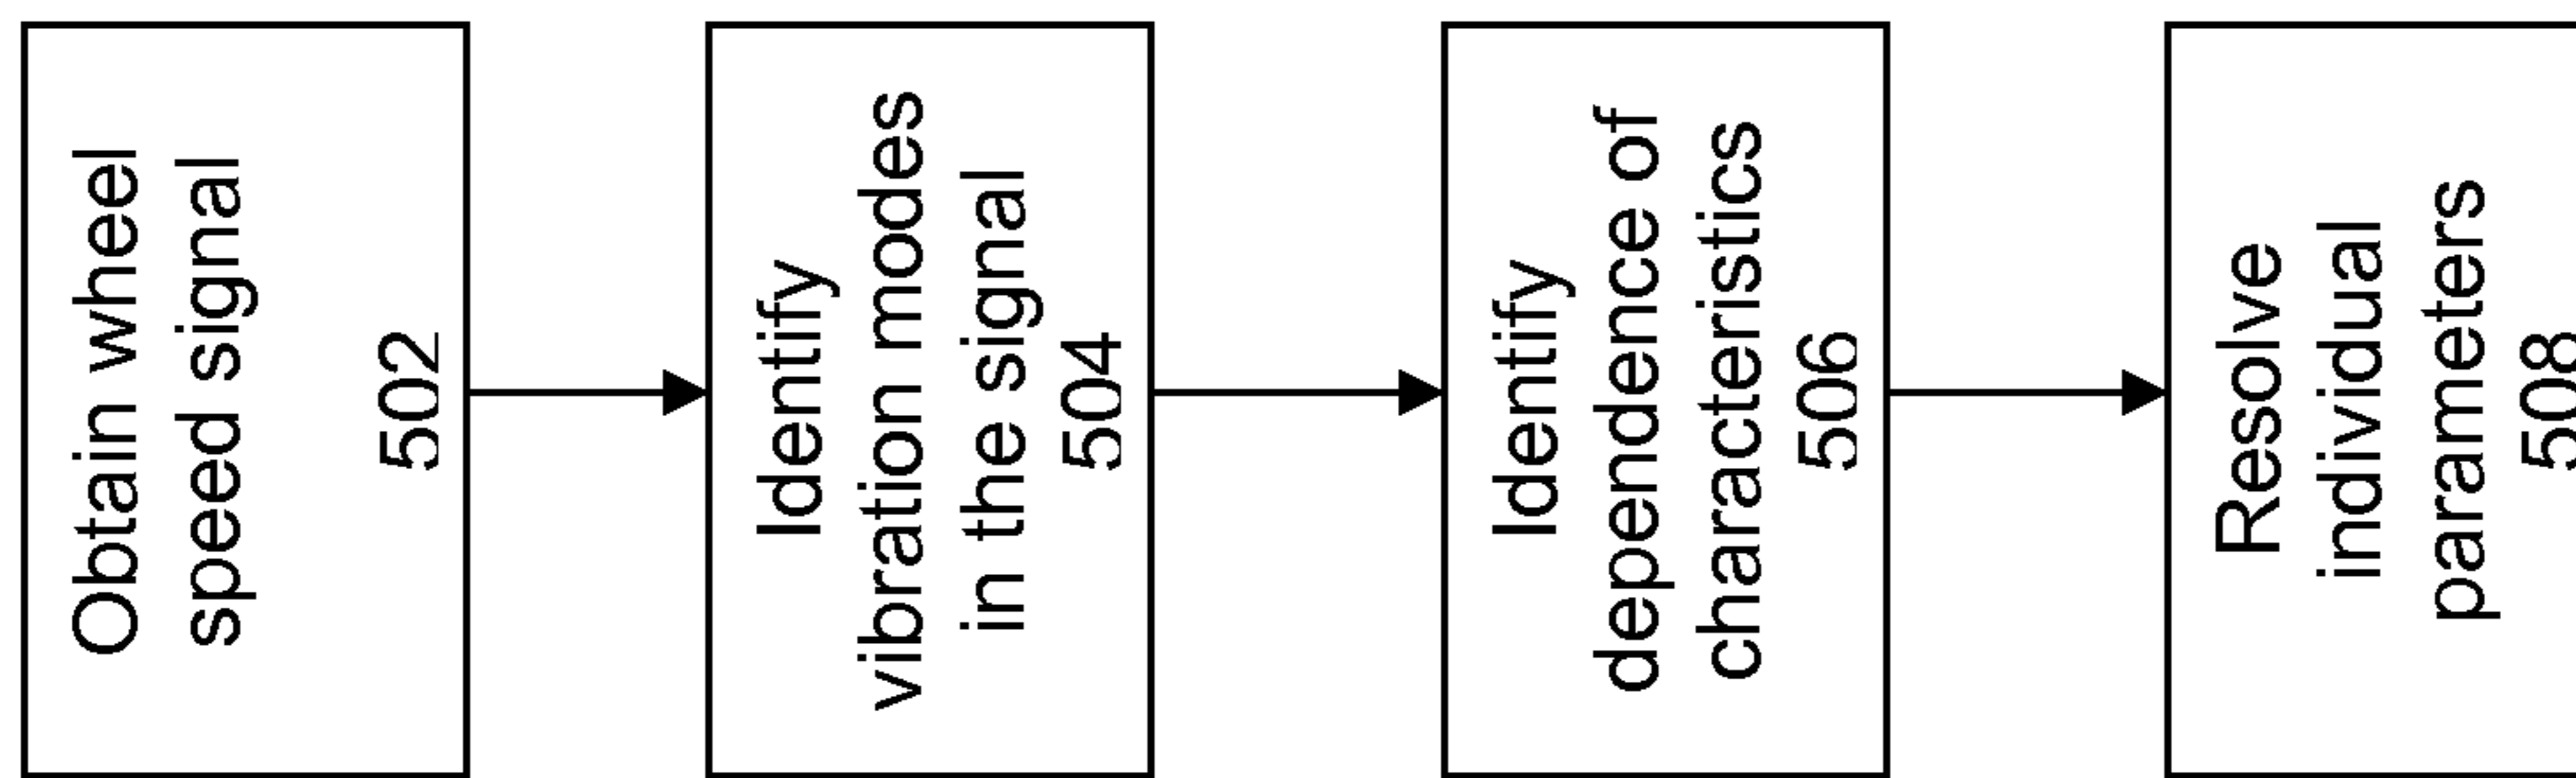 Obtain wheel
speed signal
502
Identify
vibration modes
in the signal
504
Identify
dependence of
characteristics
506
Resolve
individual
parameters
508